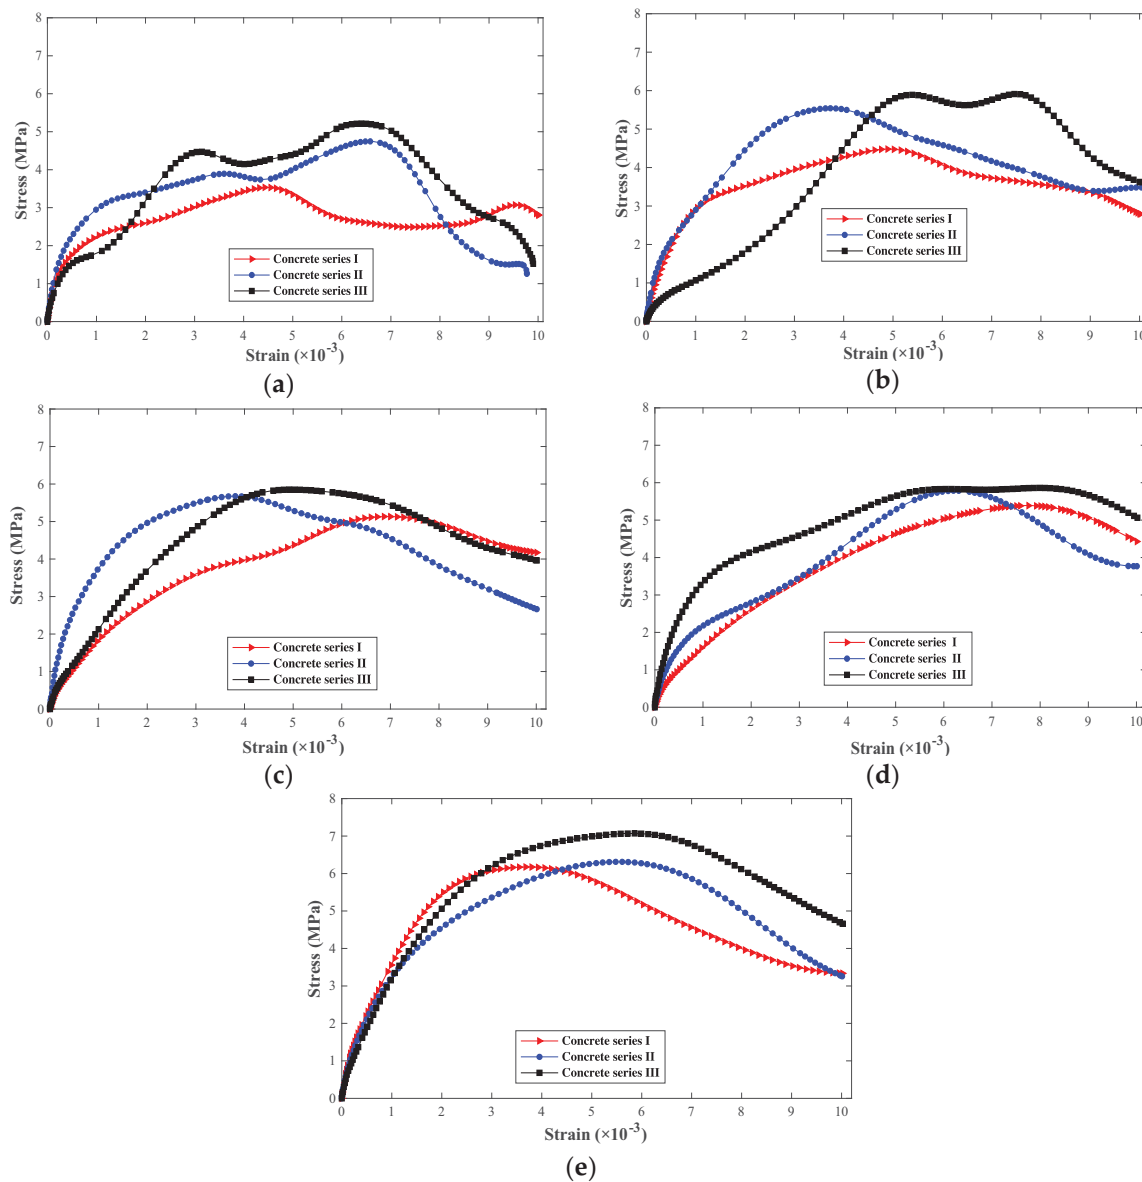 8
7
6
5
4
3
2
1
0
Stress (MPa)
Concrete series I
Concrete series II
Concrete series III
0 1 2 3 4 5 6 7 8 9 10
Strain (×10-3)
(a)
8
7
6
5
4
3
2
1
0
Stress (MPa)
Concrete series I
Concrete series II
Concrete series III
0 1 2 3 4 5 6 7 8 9 10
Strain (×10-3)
(b)
8
7
6
5
4
3
2
1
0
Stress (MPa)
Concrete series I
Concrete series II
Concrete series III
0 1 2 3 4 5 6 7 8 9 10
Strain (×10-3)
(c)
8
7
6
5
4
3
2
1
0
Stress (MPa)
Concrete series I
Concrete series II
Concrete series III
0 1 2 3 4 5 6 7 8 9 10
Strain (×10-3)
(d)
8
7
6
5
4
3
2
1
0
Stress (MPa)
Concrete series I
Concrete series II
Concrete series III
0 1 2 3 4 5 6 7 8 9 10
Strain (×10-3)
(e)